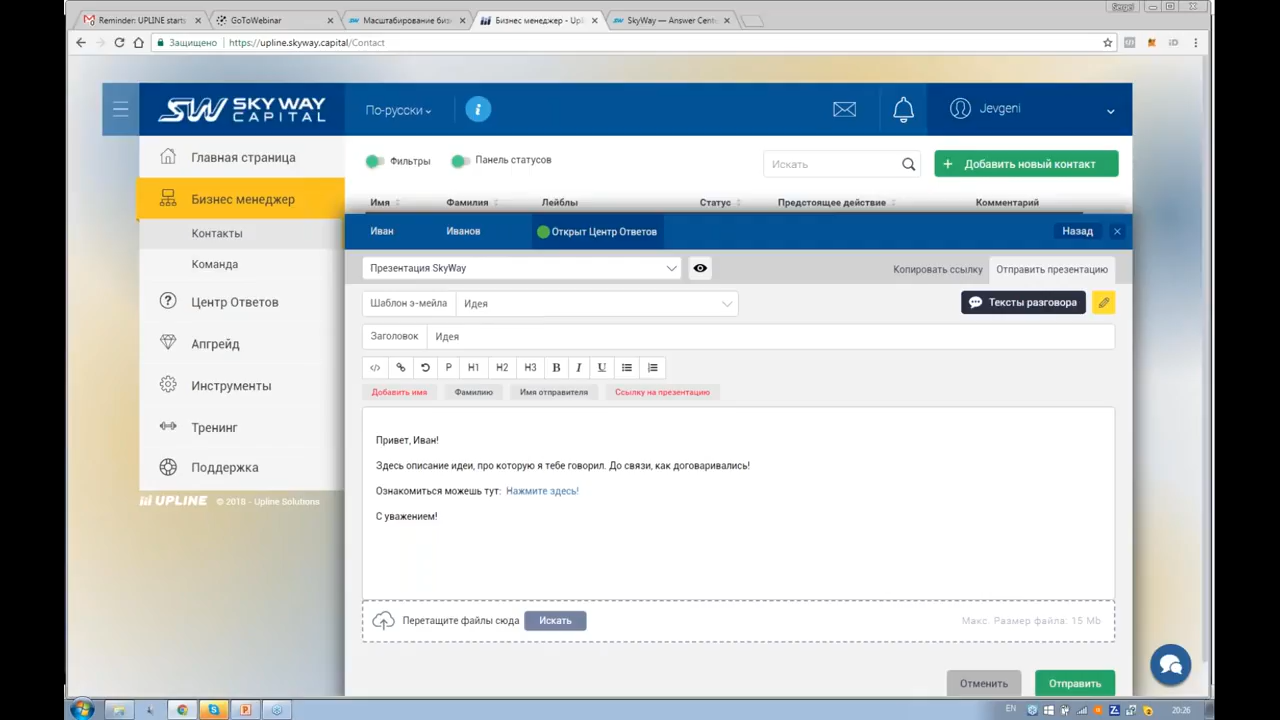 Sergei
Reminder: UPLINE starts
GoToWebinar
Масштабирование биз
Бизнес менеджер - Upl
SkyWay — Answer Cente
Защищено
https://upline.skyway.capital/Contact
SW SKY WAY CAPITAL
По-русски
i
Jevgeni
Главная страница
Бизнес менеджер
Контакты
Команда
Центр Ответов
Апгрейд
Инструменты
Тренинг
Поддержка
UPLINE © 2018 - Upline Solutions
Фильтры
Панель статусов
Искать
+ Добавить новый контакт
Имя Фамилия Лейблы Статус Предстоящее действие Комментарий
Иван Иванов Открыт Центр Ответов Назад
Презентация SkyWay
Копировать ссылку Отправить презентацию
Шаблон э-мейла Идея
Тексты разговора
Заголовок Идея
</> P H1 H2 H3 B I U
Добавить имя Фамилию Имя отправителя Ссылку на презентацию
Привет, Иван!
Здесь описание идеи, про которую я тебе говорил. До связи, как договаривались!
Ознакомиться можешь тут: Нажмите здесь!
С уважением!
Перетащите файлы сюда Искать Макс. Размер файла: 15 Mb
Отменить Отправить
EN 20:26